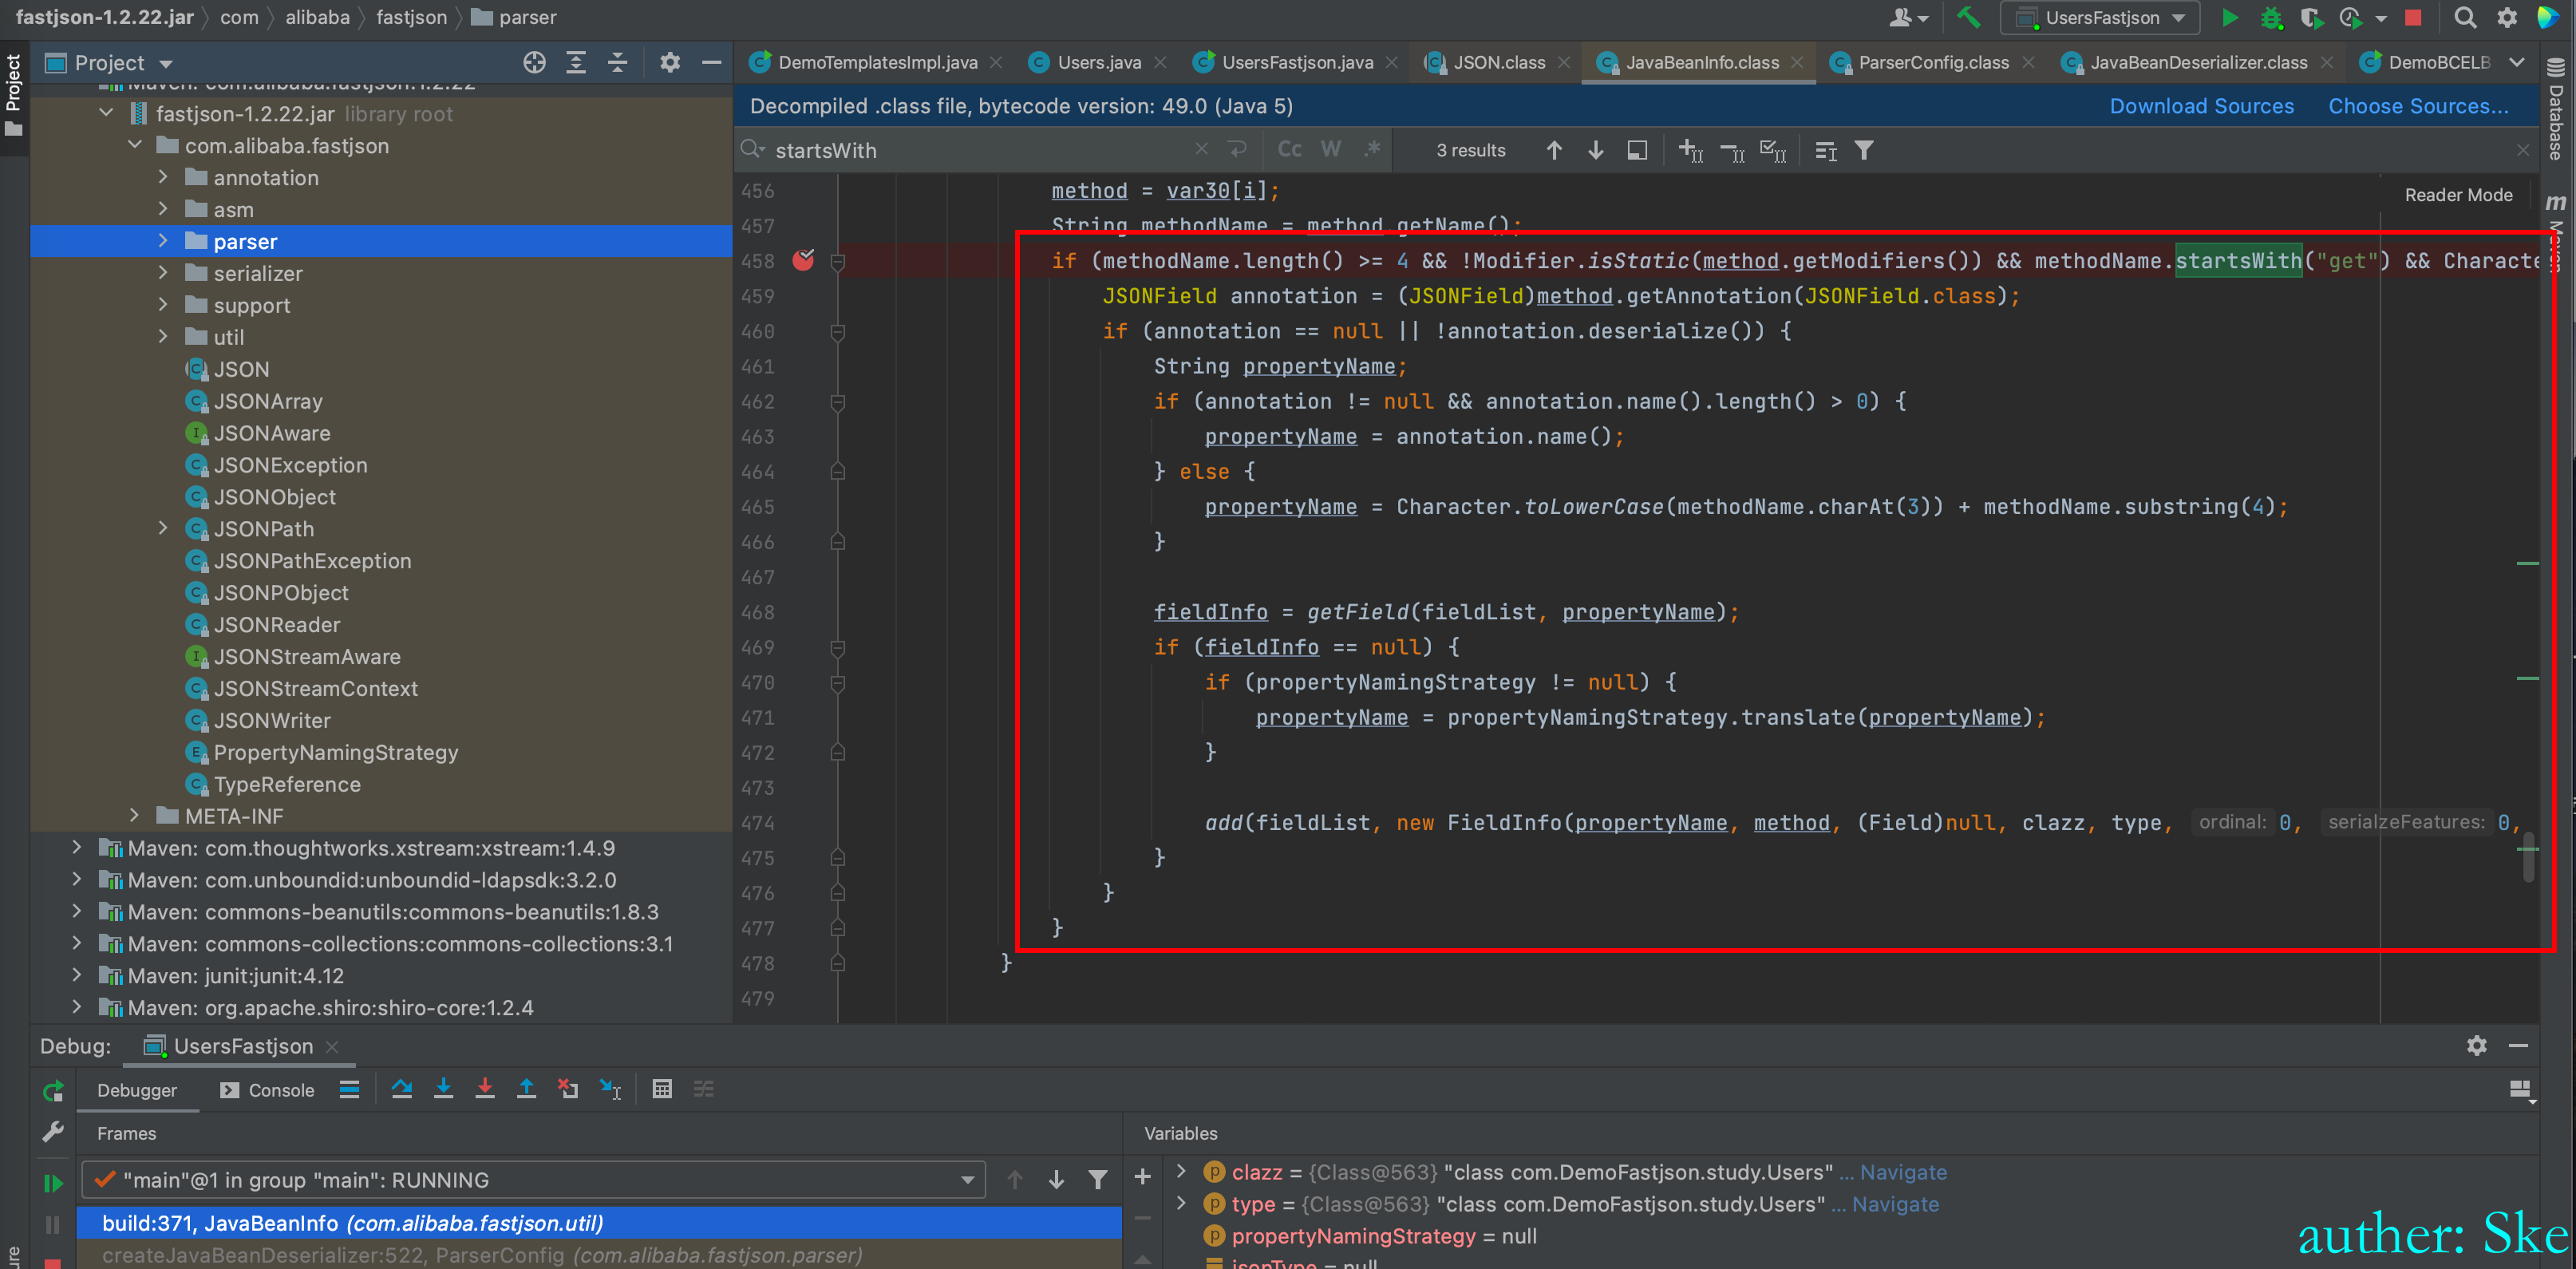 fastjson-1.2.22.jar com alibaba fastjson parser
UsersFastjson
Project
DemoTemplatesImpl.java Users.java UsersFastjson.java JSON.class JavaBeanInfo.class ParserConfig.class JavaBeanDeserializer.class DemoBCELB
Project
Database
Maven
Decompiled .class file, bytecode version: 49.0 (Java 5) Download Sources Choose Sources...
startsWith Cc W .* 3 results
Reader Mode
Maven: com.alibaba:fastjson:1.2.22
fastjson-1.2.22.jar library root
com.alibaba.fastjson
annotation
asm
parser
serializer
support
util
JSON
JSONArray
JSONAware
JSONException
JSONObject
JSONPath
JSONPathException
JSONPObject
JSONReader
JSONStreamAware
JSONStreamContext
JSONWriter
PropertyNamingStrategy
TypeReference
META-INF
Maven: com.thoughtworks.xstream:xstream:1.4.9
Maven: com.unboundid:unboundid-ldapsdk:3.2.0
Maven: commons-beanutils:commons-beanutils:1.8.3
Maven: commons-collections:commons-collections:3.1
Maven: junit:junit:4.12
Maven: org.apache.shiro:shiro-core:1.2.4
456 method = var30[i];
457 String methodName = method.getName();
458 if (methodName.length() >= 4 && !Modifier.isStatic(method.getModifiers()) && methodName.startsWith("get") && Characte
459 JSONField annotation = (JSONField)method.getAnnotation(JSONField.class);
460 if (annotation == null || !annotation.deserialize()) {
461 String propertyName;
462 if (annotation != null && annotation.name().length() > 0) {
463 propertyName = annotation.name();
464 } else {
465 propertyName = Character.toLowerCase(methodName.charAt(3)) + methodName.substring(4);
466 }
467
468 fieldInfo = getField(fieldList, propertyName);
469 if (fieldInfo == null) {
470 if (propertyNamingStrategy != null) {
471 propertyName = propertyNamingStrategy.translate(propertyName);
472 }
473
474 add(fieldList, new FieldInfo(propertyName, method, (Field)null, clazz, type, ordinal: 0, serialzeFeatures: 0,
475 }
476 }
477 }
478 }
479
Debug: UsersFastjson
Debugger Console
Frames
Variables
"main"@1 in group "main": RUNNING
build:371, JavaBeanInfo (com.alibaba.fastjson.util)
createJavaBeanDeserializer:522, ParserConfig (com.alibaba.fastjson.parser)
clazz = {Class@563} "class com.DemoFastjson.study.Users" ... Navigate
type = {Class@563} "class com.DemoFastjson.study.Users" ... Navigate
propertyNamingStrategy = null
jsonType = null
auther: Ske